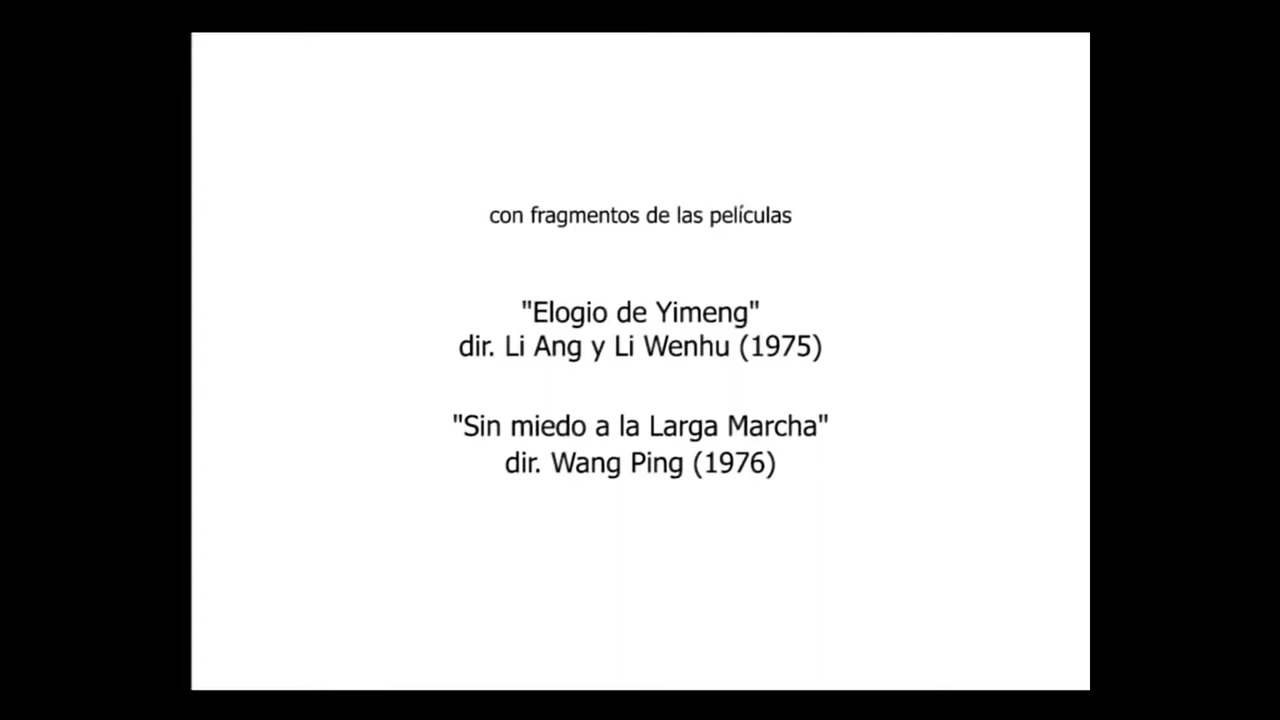 con fragmentos de las películas
"Elogio de Yimeng"
dir. Li Ang y Li Wenhu (1975)
"Sin miedo a la Larga Marcha"
dir. Wang Ping (1976)